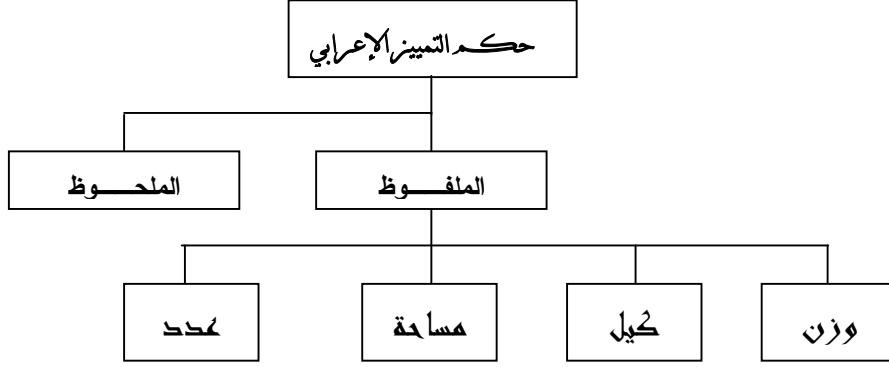 حكم التمييز الإعرابي
الملفوظ
الملحوظ
وزن
كيل
مساحة
عدد